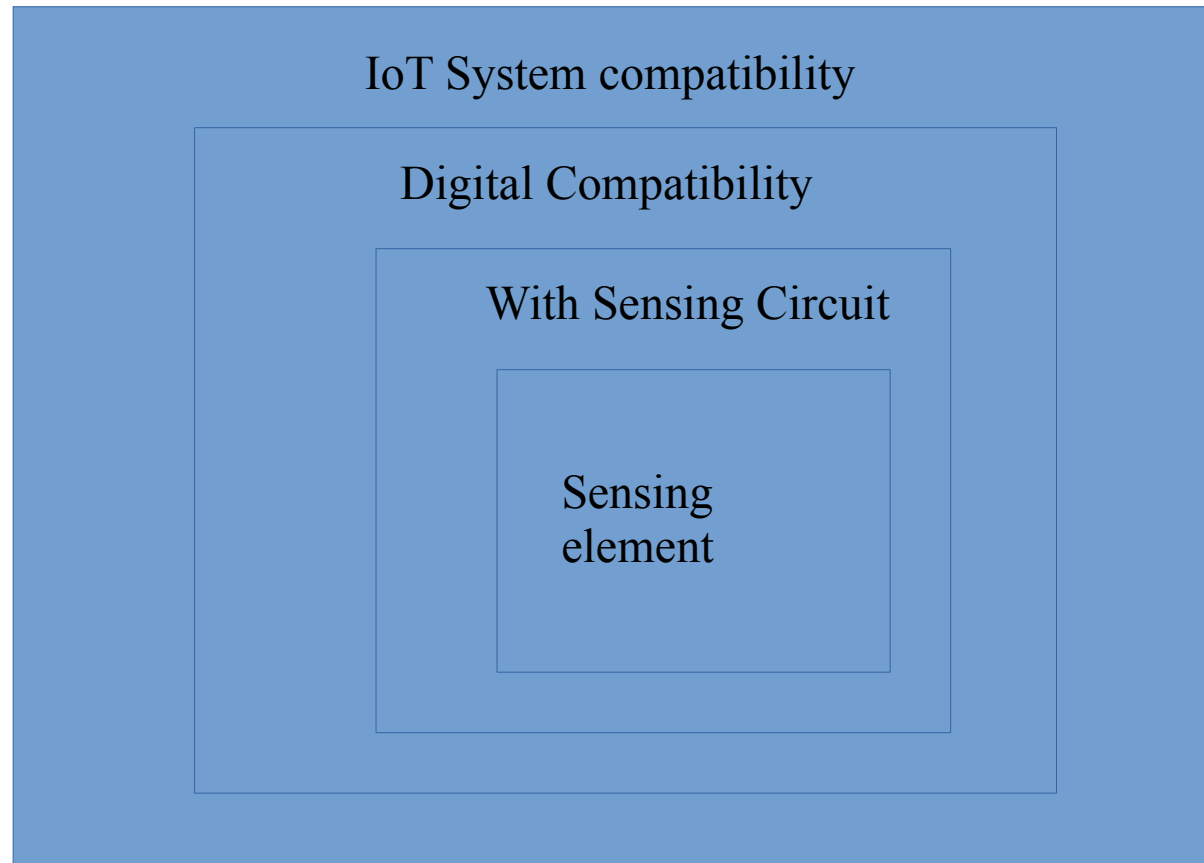 IoT System compatibility
Digital Compatibility
With Sensing Circuit
Sensing
element